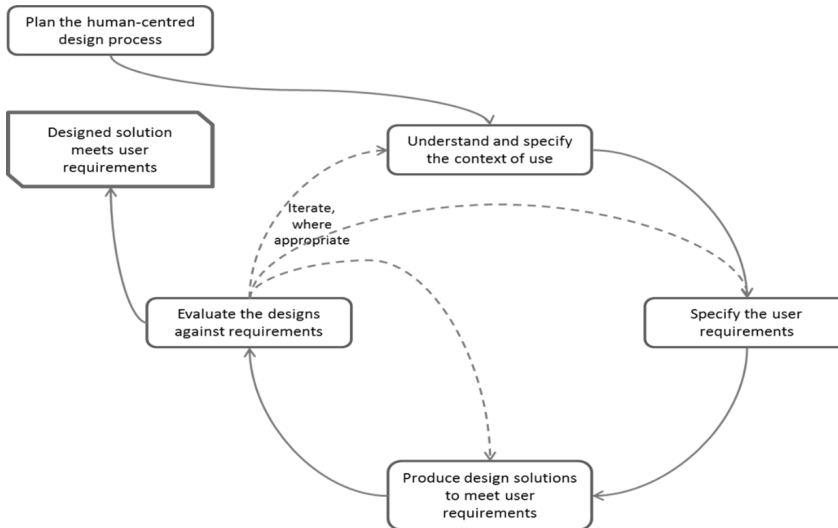 Plan the human-centred
design process
Designed solution
meets user
requirements
Understand and specify
the context of use
Iterate,
where
appropriate
Evaluate the designs
against requirements
Specify the user
requirements
Produce design solutions
to meet user
requirements